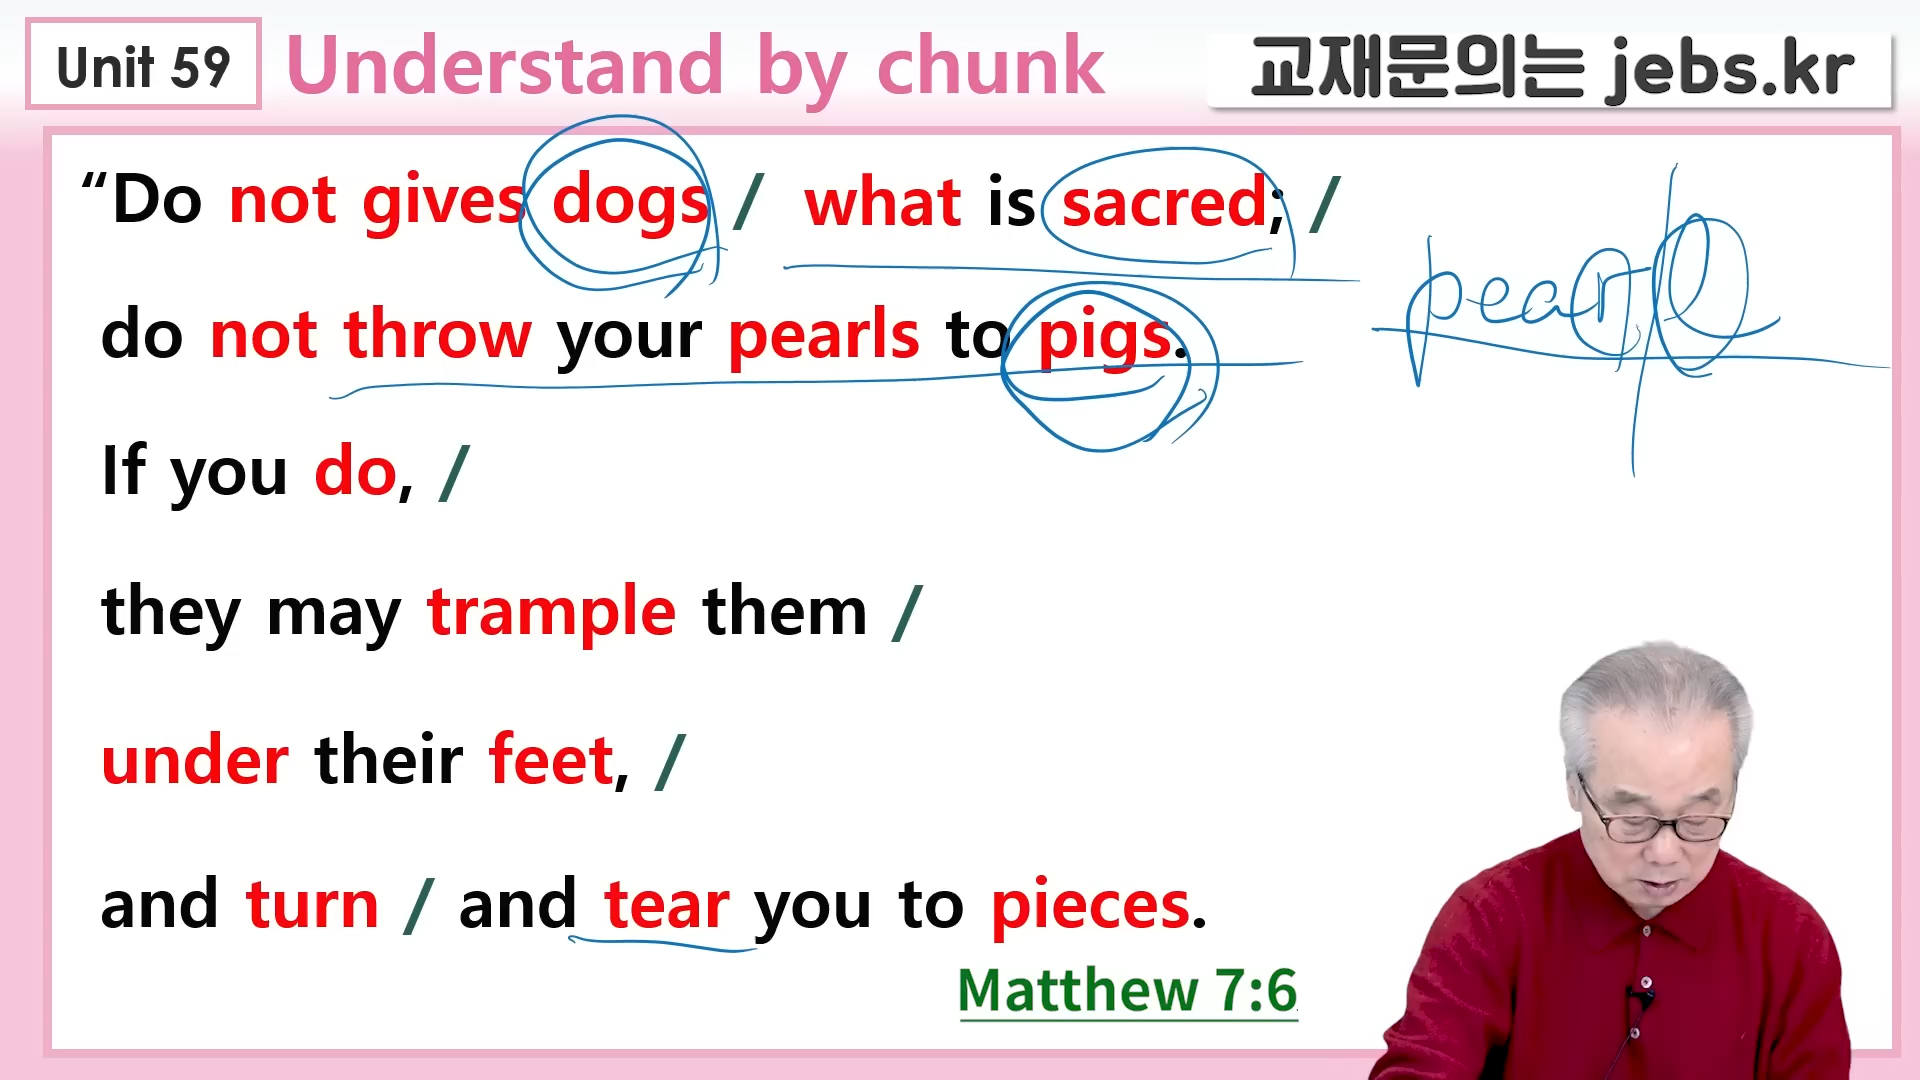 Unit 59 Understand by chunk 교재문의는 jebs.kr
“Do not gives dogs / what is sacred; /
pearl
do not throw your pearls to pigs.
If you do, /
they may trample them /
under their feet, /
and turn / and tear you to pieces.
Matthew 7:6